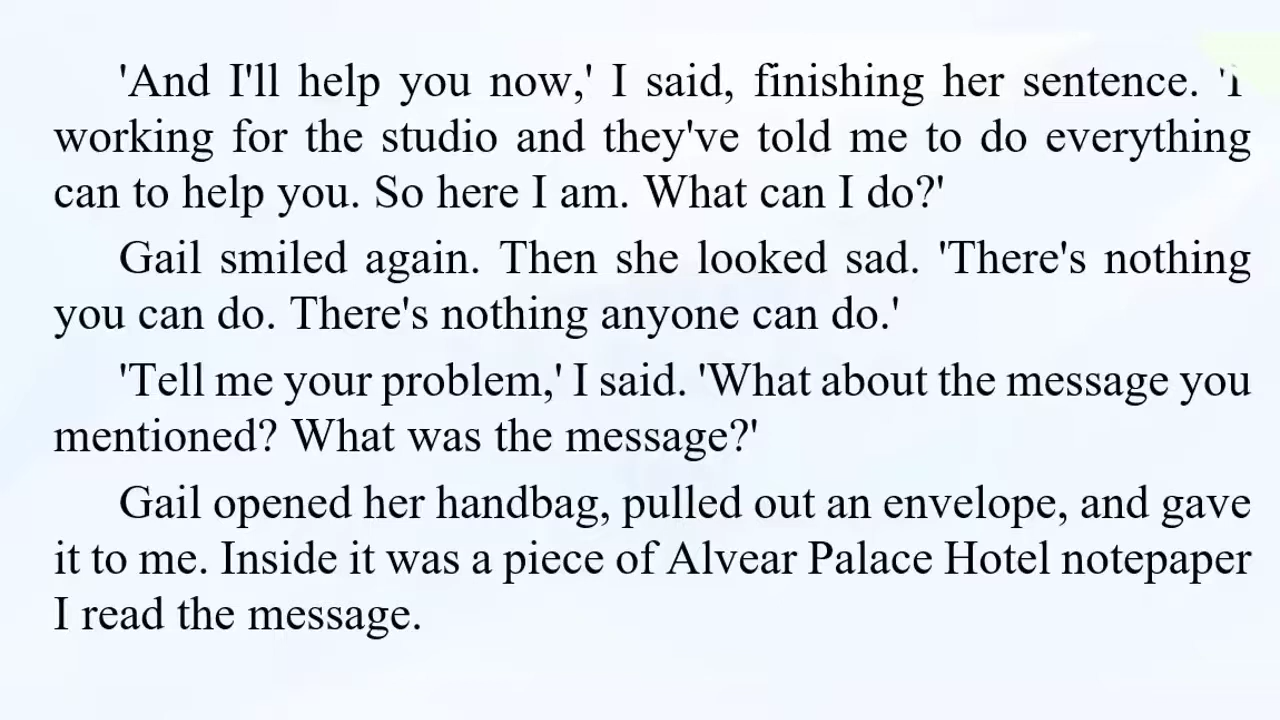 'And I'll help you now,' I said, finishing her sentence. 'I
working for the studio and they've told me to do everything
can to help you. So here I am. What can I do?'
Gail smiled again. Then she looked sad. 'There's nothing
you can do. There's nothing anyone can do.'
'Tell me your problem,' I said. 'What about the message you
mentioned? What was the message?'
Gail opened her handbag, pulled out an envelope, and gave
it to me. Inside it was a piece of Alvear Palace Hotel notepaper
I read the message.